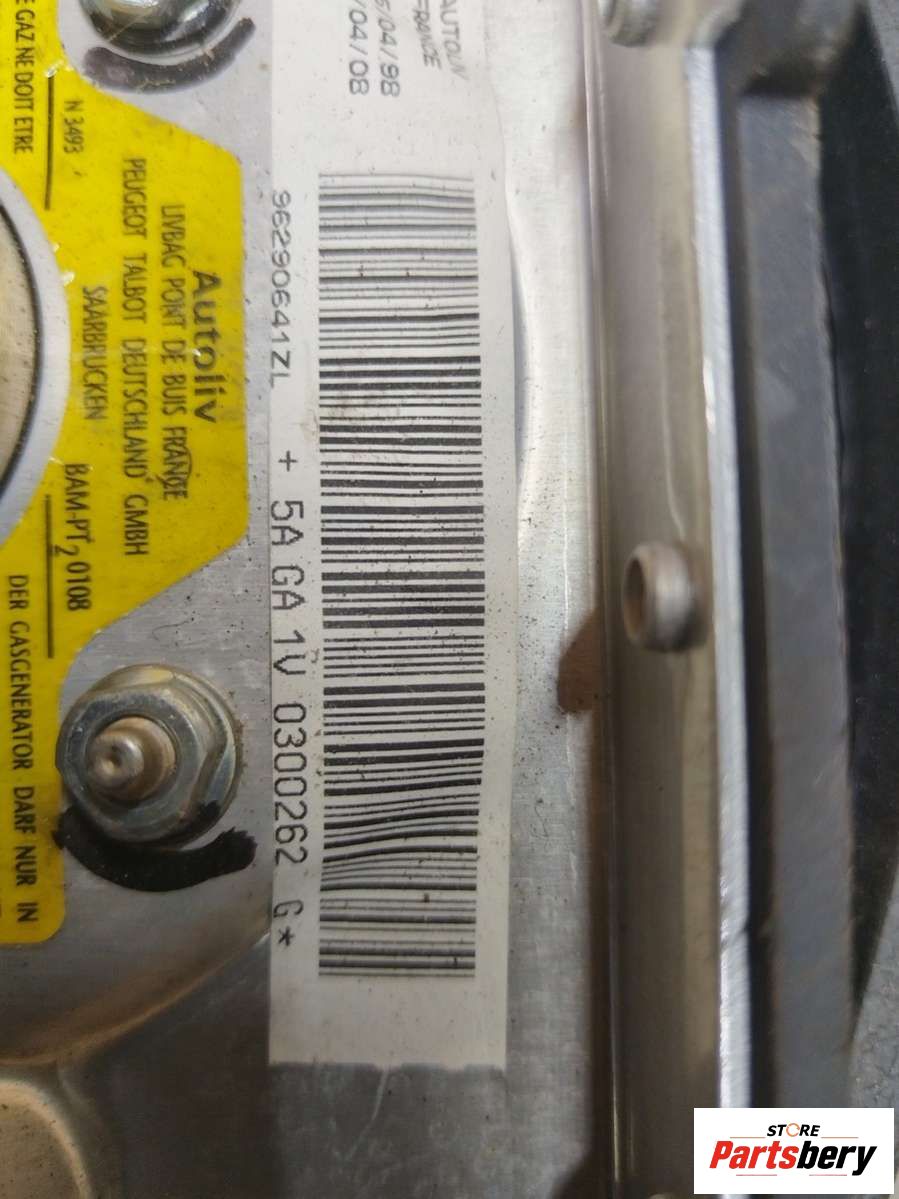 AUTOLIV
FRANCE
/04/98
/04/08
96290641ZL + 5A GA 1V 0300262 G*
E GAZ NE DOIT ETRE
N 3493
Autoliv
LIVBAG PONT DE BUIS FRANCE
PEUGEOT TALBOT DEUTSCHLAND GMBH
SAARBRUCKEN
BAM-PT2 0108
DER GASGENERATOR DARF NUR IN
STORE
Partsbery